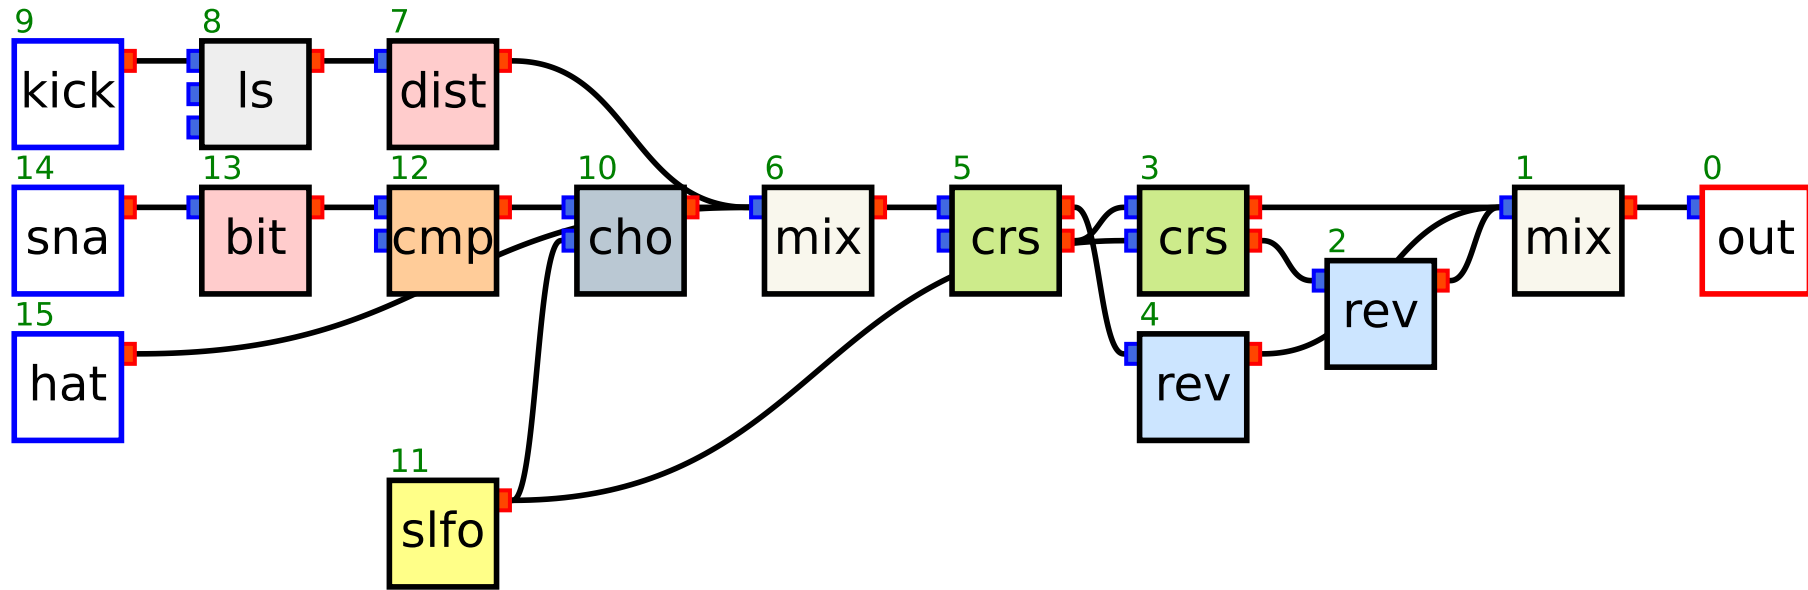 9
kick
8
ls
7
dist
14
sna
13
bit
12
cmp
10
cho
6
mix
5
crs
3
crs
2
rev
1
mix
0
out
15
hat
4
rev
11
slfo